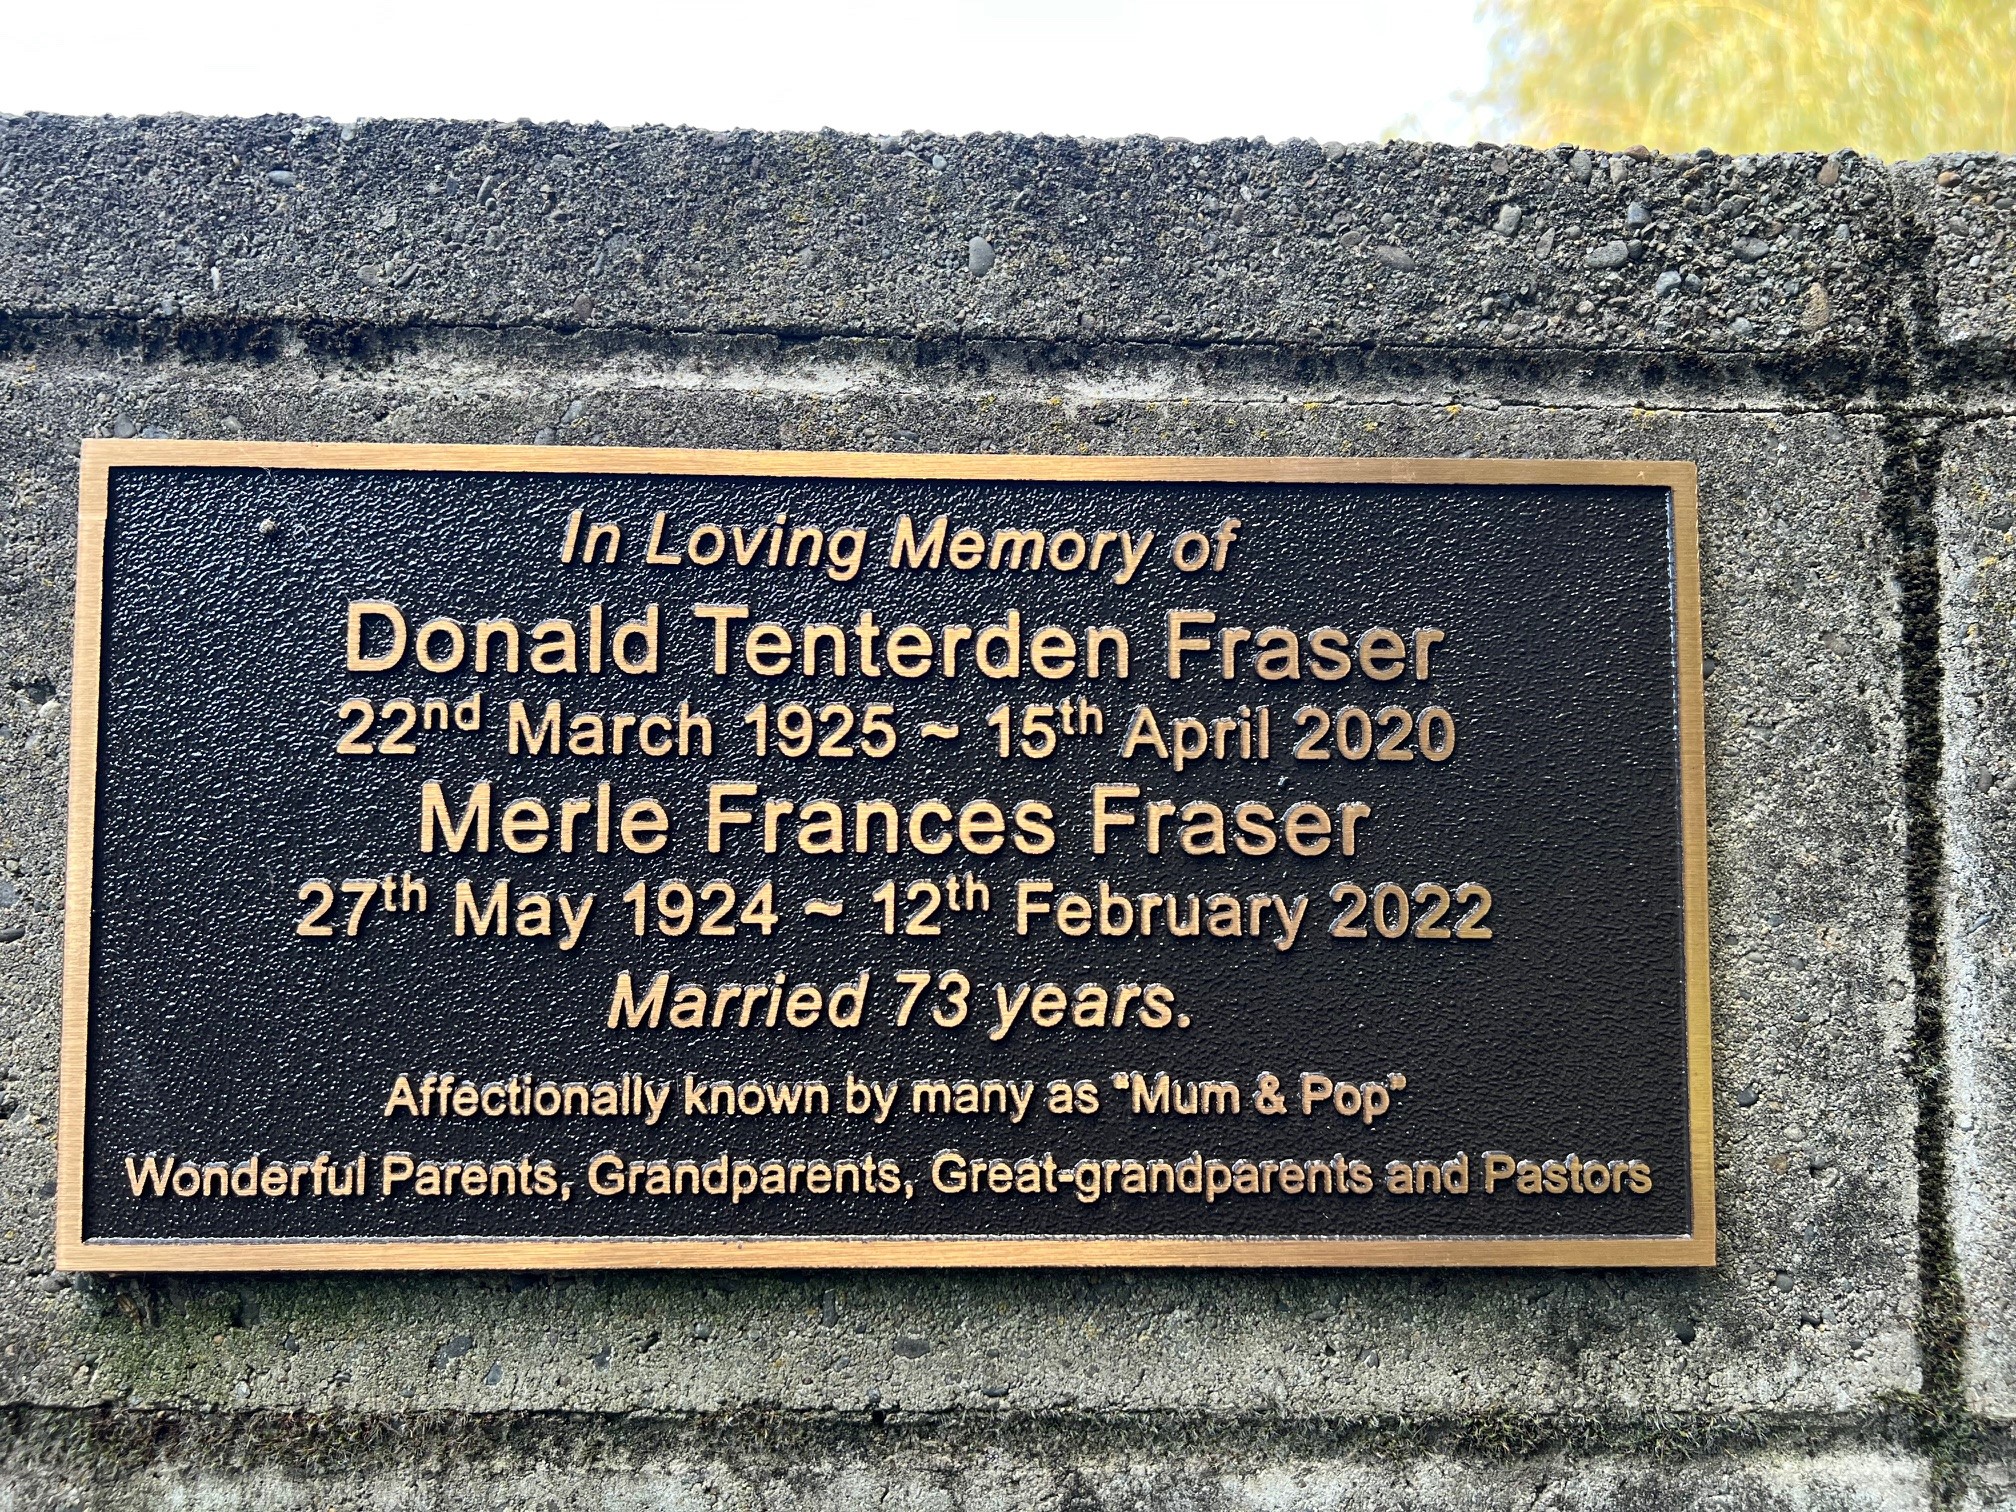 In Loving Memory of
Donald Tenterden Fraser
22nd March 1925 ~ 15th April 2020
Merle Frances Fraser
27th May 1924 ~ 12th February 2022
Married 73 years.
Affectionally known by many as "Mum & Pop"
Wonderful Parents, Grandparents, Great-grandparents and Pastors